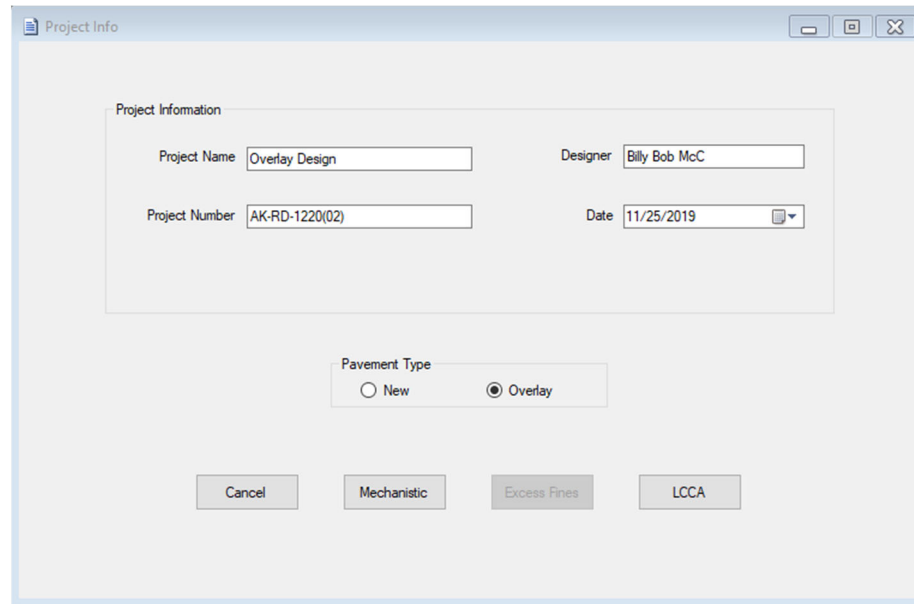 Project Info
Project Information
Project Name Overlay Design Designer Billy Bob McC
Project Number AK-RD-1220(02) Date 11/25/2019
Pavement Type
New Overlay
Cancel Mechanistic Excess Fines LCCA